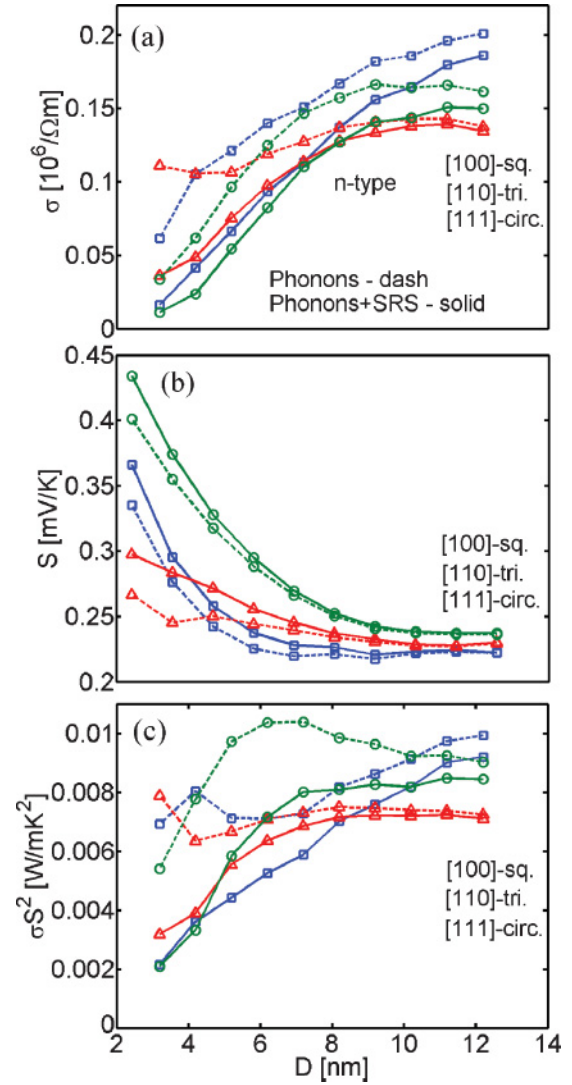 (a)
σ [10⁶/Ωm]
0.2
0.15
0.1
0.05
0
n-type
[100]-sq.
[110]-tri.
[111]-circ.
Phonons - dash
Phonons+SRS - solid
(b)
S [mV/K]
0.45
0.4
0.35
0.3
0.25
0.2
[100]-sq.
[110]-tri.
[111]-circ.
(c)
σS² [W/mK²]
0.01
0.008
0.006
0.004
0.002
0
[100]-sq.
[110]-tri.
[111]-circ.
2 4 6 8 10 12 14
D [nm]